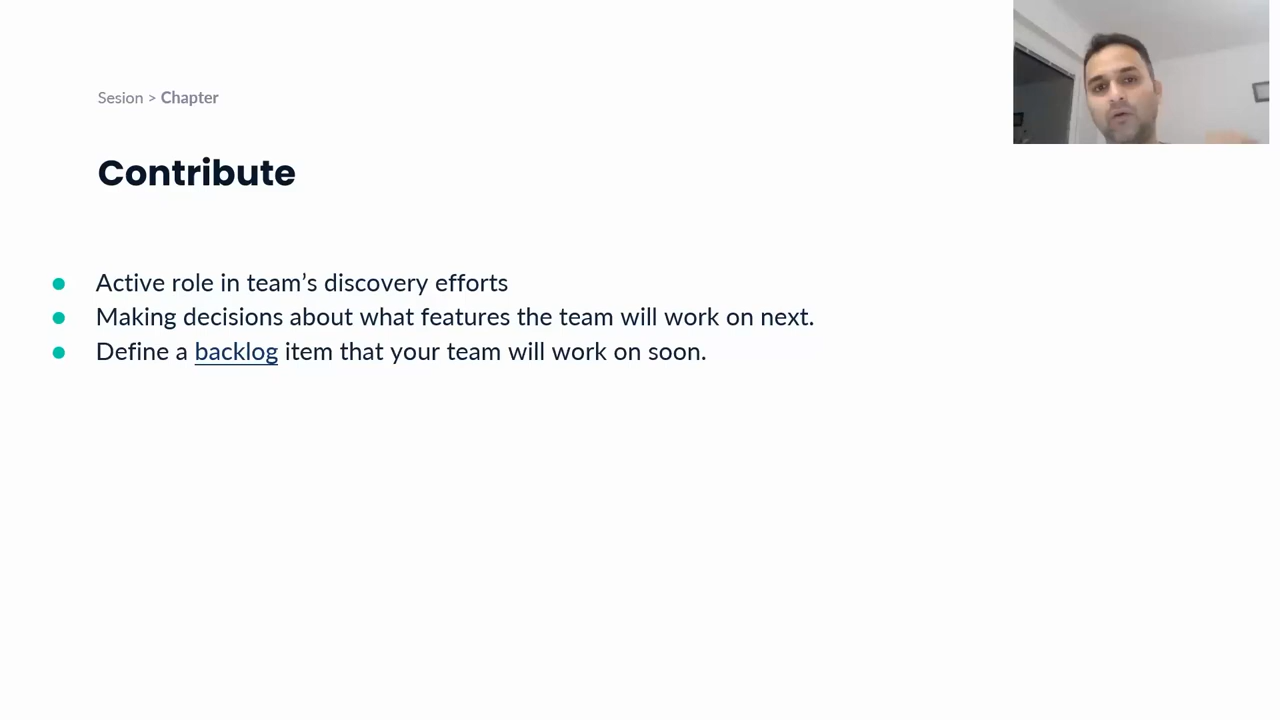 Sesion > Chapter
Contribute
Active role in team’s discovery efforts
Making decisions about what features the team will work on next.
Define a backlog item that your team will work on soon.